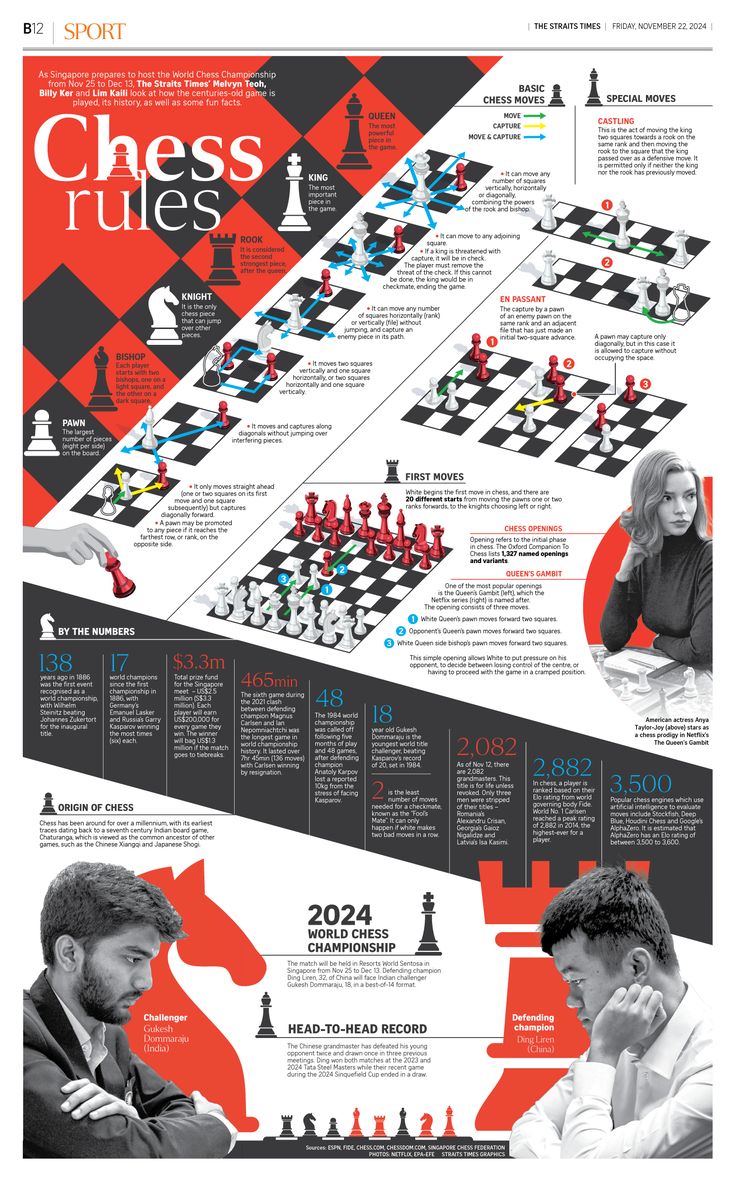 B12
SPORT
| THE STRAITS TIMES | FRIDAY, NOVEMBER 22, 2024 |
As Singapore prepares to host the World Chess Championship
from Nov 25 to Dec 13, The Straits Times' Melvyn Teoh,
Billy Ker and Lim Kaili look at how the centuries-old game is
played, its history, as well as some fun facts.
Chess
rules
QUEEN
The most
powerful
piece in
the game.
KING
The most
important
piece in
the game.
ROOK
It is considered
the second
strongest piece,
after the queen.
KNIGHT
It is the only
chess piece
that can jump
over other
pieces.
BISHOP
Each player
starts with two
bishops, one on a
light square, and
the other on a
dark square.
PAWN
The largest
number of pieces
(eight per side)
on the board.
BASIC
CHESS MOVES
MOVE
CAPTURE
MOVE & CAPTURE
• It can move any
number of squares
vertically, horizontally
or diagonally,
combining the powers
of the rook and bishop.
• It can move to any adjoining
square.
• If a king is threatened with
capture, it will be in check.
The player must remove the
threat of the check. If this cannot
be done, the king would be in
checkmate, ending the game.
• It can move any number
of squares horizontally (rank)
or vertically (file) without
jumping, and capture an
enemy piece in its path.
• It moves two squares
vertically and one square
horizontally, or two squares
horizontally and one square
vertically.
• It moves and captures along
diagonals without jumping over
interfering pieces.
• It only moves straight ahead
(one or two squares on its first
move and one square
subsequently) but captures
diagonally forward.
• A pawn may be promoted
to any piece if it reaches the
farthest row, or rank, on the
opposite side.
SPECIAL MOVES
CASTLING
This is the act of moving the king
two squares towards a rook on the
same rank and then moving the
rook to the square that the king
passed over as a defensive move. It
is permitted only if neither the king
nor the rook has previously moved.
1
2
EN PASSANT
The capture by a pawn
of an enemy pawn on the
same rank and an adjacent
file that has just made an
initial two-square advance.
A pawn may capture only
diagonally, but in this case it
is allowed to capture without
occupying the space.
1
2
3
FIRST MOVES
White begins the first move in chess, and there are
20 different starts from moving the pawns one or two
ranks forwards, to the knights choosing left or right.
CHESS OPENINGS
Opening refers to the initial phase
in chess. The Oxford Companion To
Chess lists 1,327 named openings
and variants.
QUEEN'S GAMBIT
One of the most popular openings
is the Queen's Gambit (left), which the
Netflix series (right) is named after.
The opening consists of three moves.
1 White Queen's pawn moves forward two squares.
2 Opponent's Queen's pawn moves forward two squares.
3 White Queen side bishop's pawn moves forward two squares.
This simple opening allows White to put pressure on his
opponent, to decide between losing control of the centre, or
having to proceed with the game in a cramped position.
3
2
1
American actress Anya
Taylor-Joy (above) stars as
a chess prodigy in Netflix's
The Queen's Gambit
BY THE NUMBERS
138
years ago in 1886
was the first event
recognised as a
world championship,
with Wilhelm
Steinitz beating
Johannes Zukertort
for the inaugural
title.
17
world champions
since the first
championship in
1886, with
Germany's
Emanuel Lasker
and Russia's Garry
Kasparov winning
the most times
(six) each.
$3.3m
Total prize fund
for the Singapore
meet – US$2.5
million (S$3.3
million). Each
player will earn
US$200,000 for
every game they
win. The winner
will bag US$1.3
million if the match
goes to tiebreaks.
465min
The sixth game during
the 2021 clash
between defending
champion Magnus
Carlsen and Ian
Nepomniachtchi was
the longest game in
world championship
history. It lasted over
7hr 45min (136 moves)
with Carlsen winning
by resignation.
48
The 1984 world
championship
was called off
following five
months of play
and 48 games,
after defending
champion
Anatoly Karpov
lost a reported
10kg from the
stress of facing
Kasparov.
18
year old Gukesh
Dommaraju is the
youngest world title
challenger, beating
Kasparov's record
of 20, set in 1984.
2 is the least
number of moves
needed for a checkmate,
known as the "Fool's
Mate". It can only
happen if white makes
two bad moves in a row.
2,082
As of Nov 12, there
are 2,082
grandmasters. This
title is for life unless
revoked. Only three
men were stripped
of their titles –
Romania's
Alexandru Crisan,
Georgia's Gaioz
Nigalidze and
Latvia's Isa Kasimi.
2,882
In chess, a player is
ranked based on their
Elo rating from world
governing body Fide.
World No. 1 Carlsen
reached a peak rating
of 2,882 in 2014, the
highest-ever for a
player.
3,500
Popular chess engines which use
artificial intelligence to evaluate
moves include Stockfish, Deep
Blue, Houdini Chess and Google's
AlphaZero. It is estimated that
AlphaZero has an Elo rating of
between 3,500 to 3,600.
ORIGIN OF CHESS
Chess has been around for over a millennium, with its earliest
traces dating back to a seventh century Indian board game,
Chaturanga, which is viewed as the common ancestor of other
games, such as the Chinese Xiangqi and Japanese Shogi.
2024
WORLD CHESS
CHAMPIONSHIP
The match will be held in Resorts World Sentosa in
Singapore from Nov 25 to Dec 13. Defending champion
Ding Liren, 32, of China will face Indian challenger
Gukesh Dommaraju, 18, in a best-of-14 format.
Challenger
Gukesh
Dommaraju
(India)
Defending
champion
Ding Liren
(China)
HEAD-TO-HEAD RECORD
The Chinese grandmaster has defeated his young
opponent twice and drawn once in three previous
meetings. Ding won both matches at the 2023 and
2024 Tata Steel Masters while their recent game
during the 2024 Sinquefield Cup ended in a draw.
Sources: ESPN, FIDE, CHESS.COM, CHESSDOM.COM, SINGAPORE CHESS FEDERATION
PHOTOS: NETFLIX, EPA-EFE STRAITS TIMES GRAPHICS